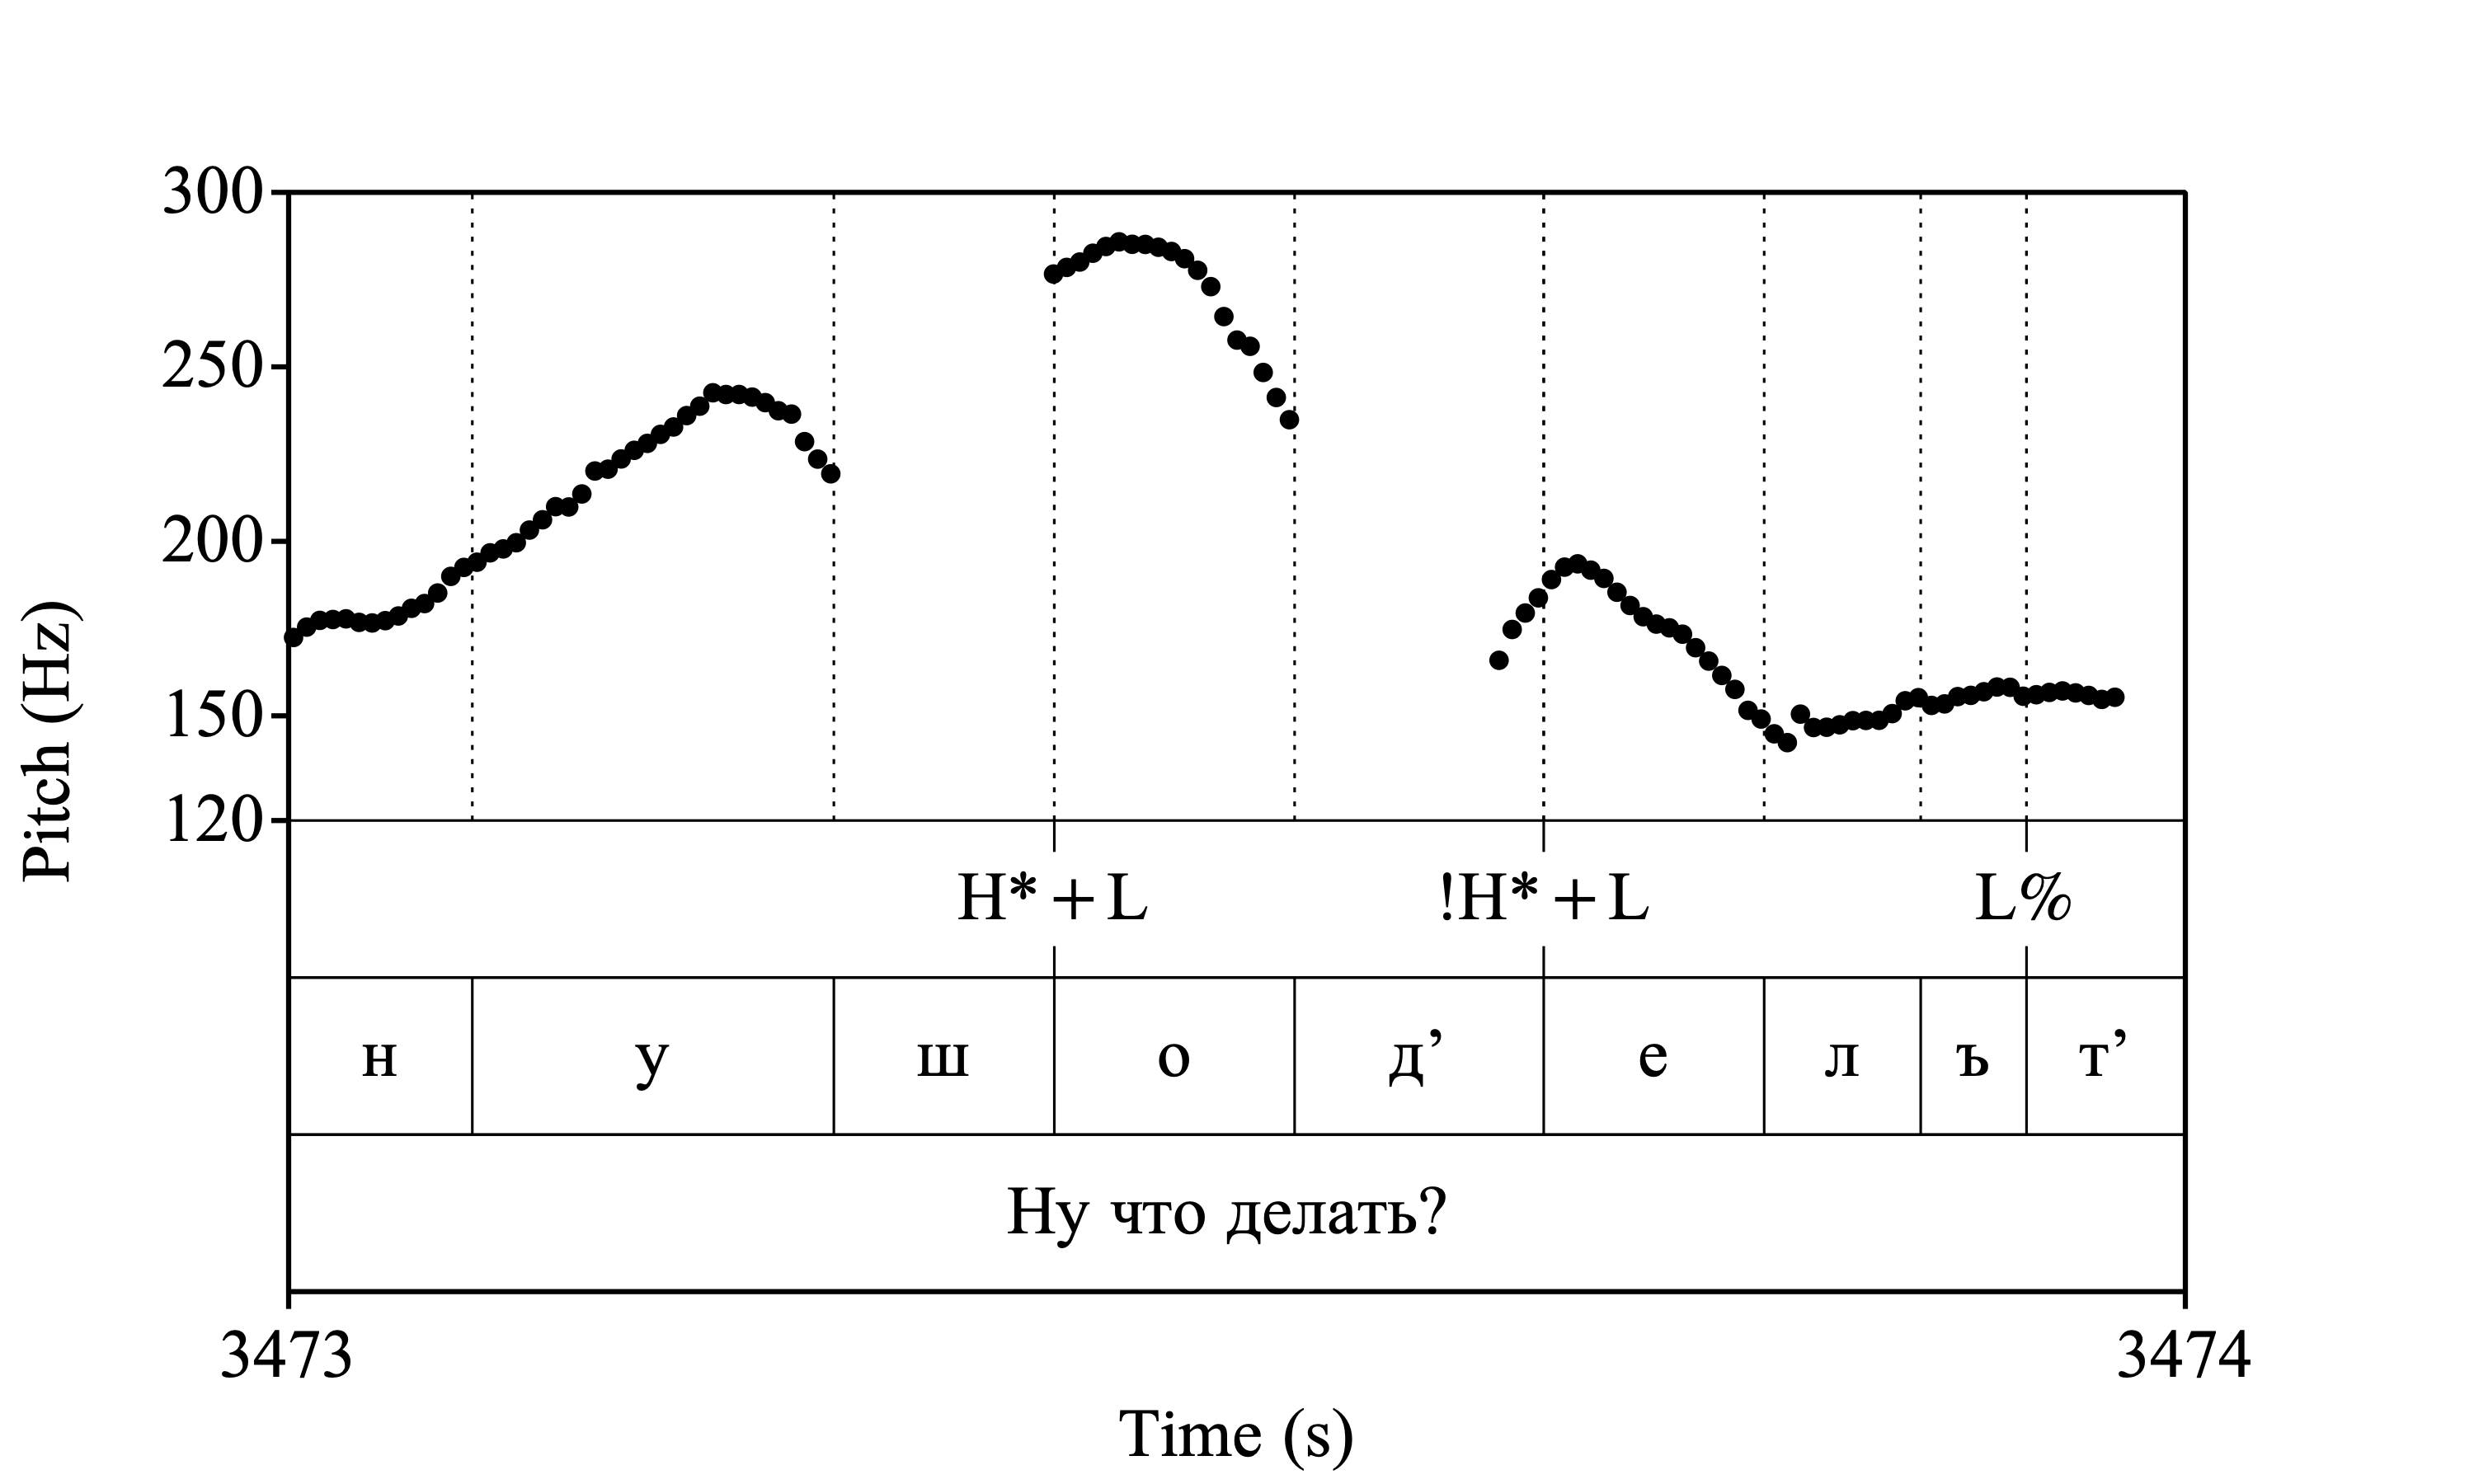 300
250
200
150
120
Pitch (Hz)
H*+L !H*+L L%
н у ш о д’ е л ъ т’
Ну что делать?
3473 3474
Time (s)